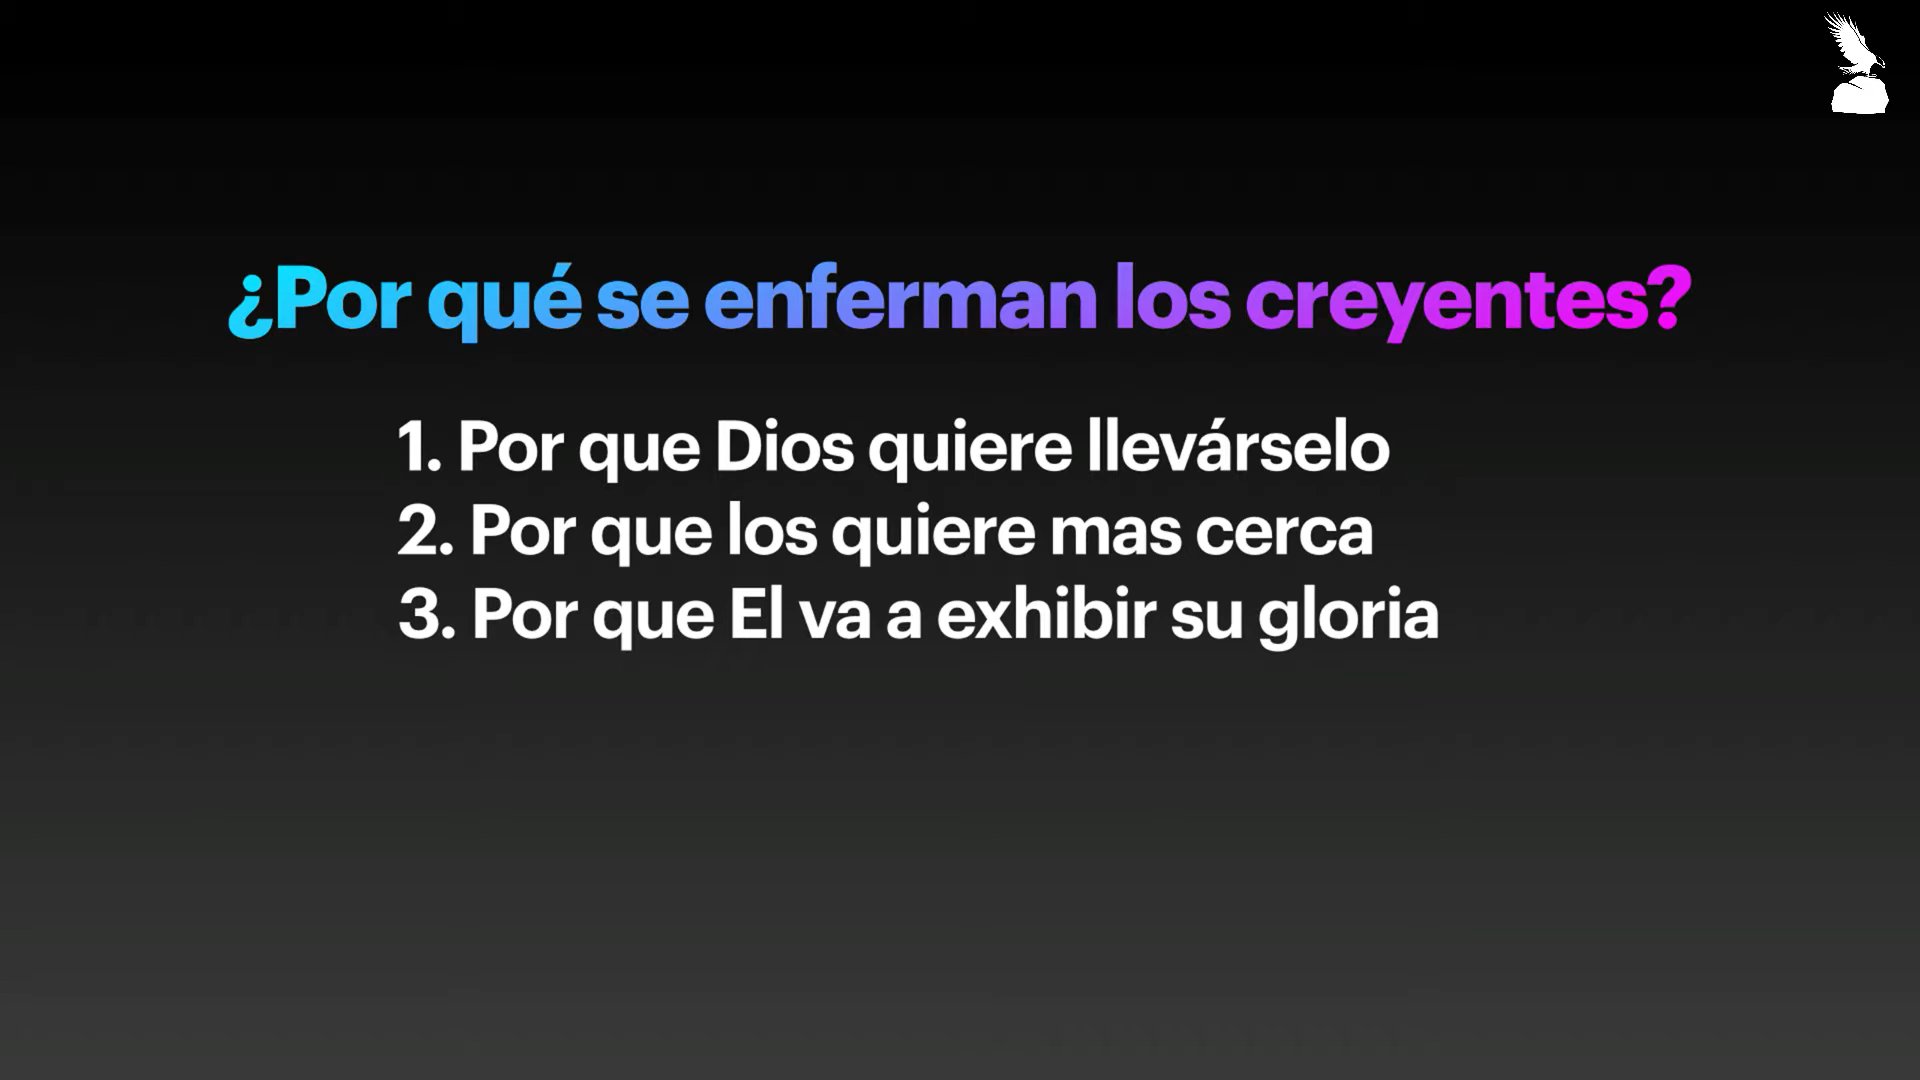 ¿Por qué se enferman los creyentes?
1. Por que Dios quiere llevárselo
2. Por que los quiere mas cerca
3. Por que El va a exhibir su gloria